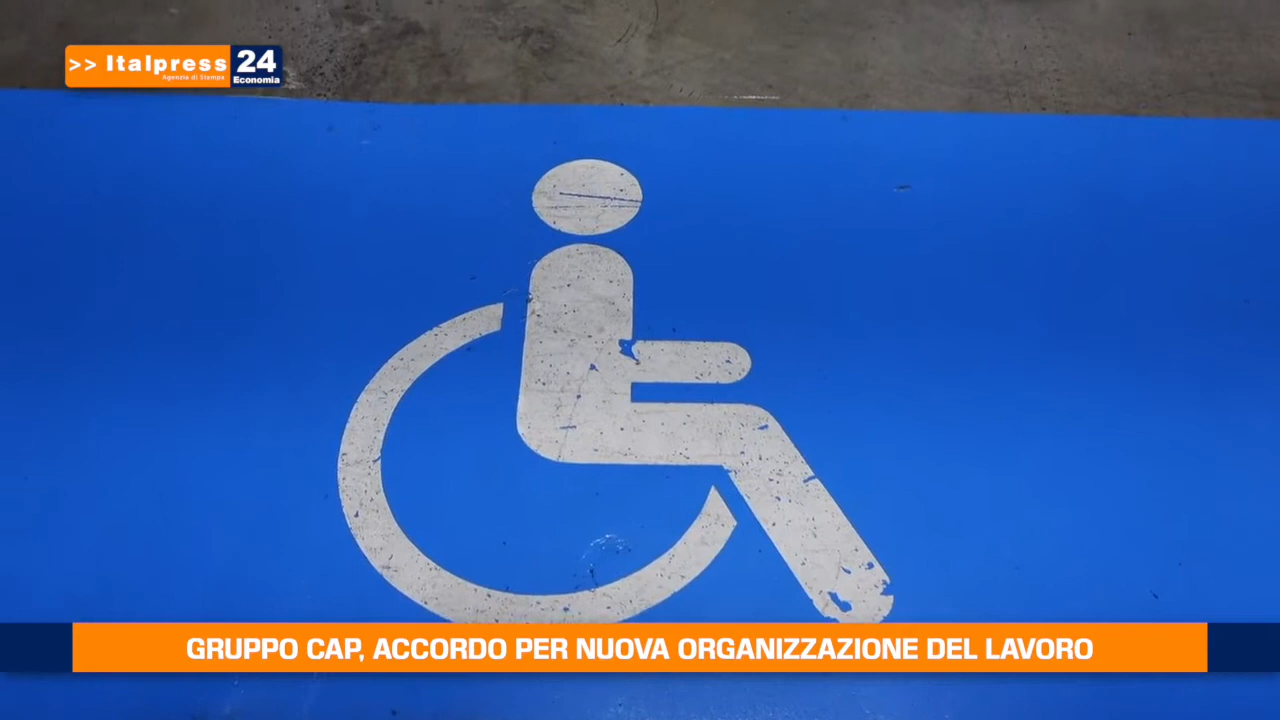 >> Italpress
Agenzia di Stampa
24
Economia
GRUPPO CAP, ACCORDO PER NUOVA ORGANIZZAZIONE DEL LAVORO